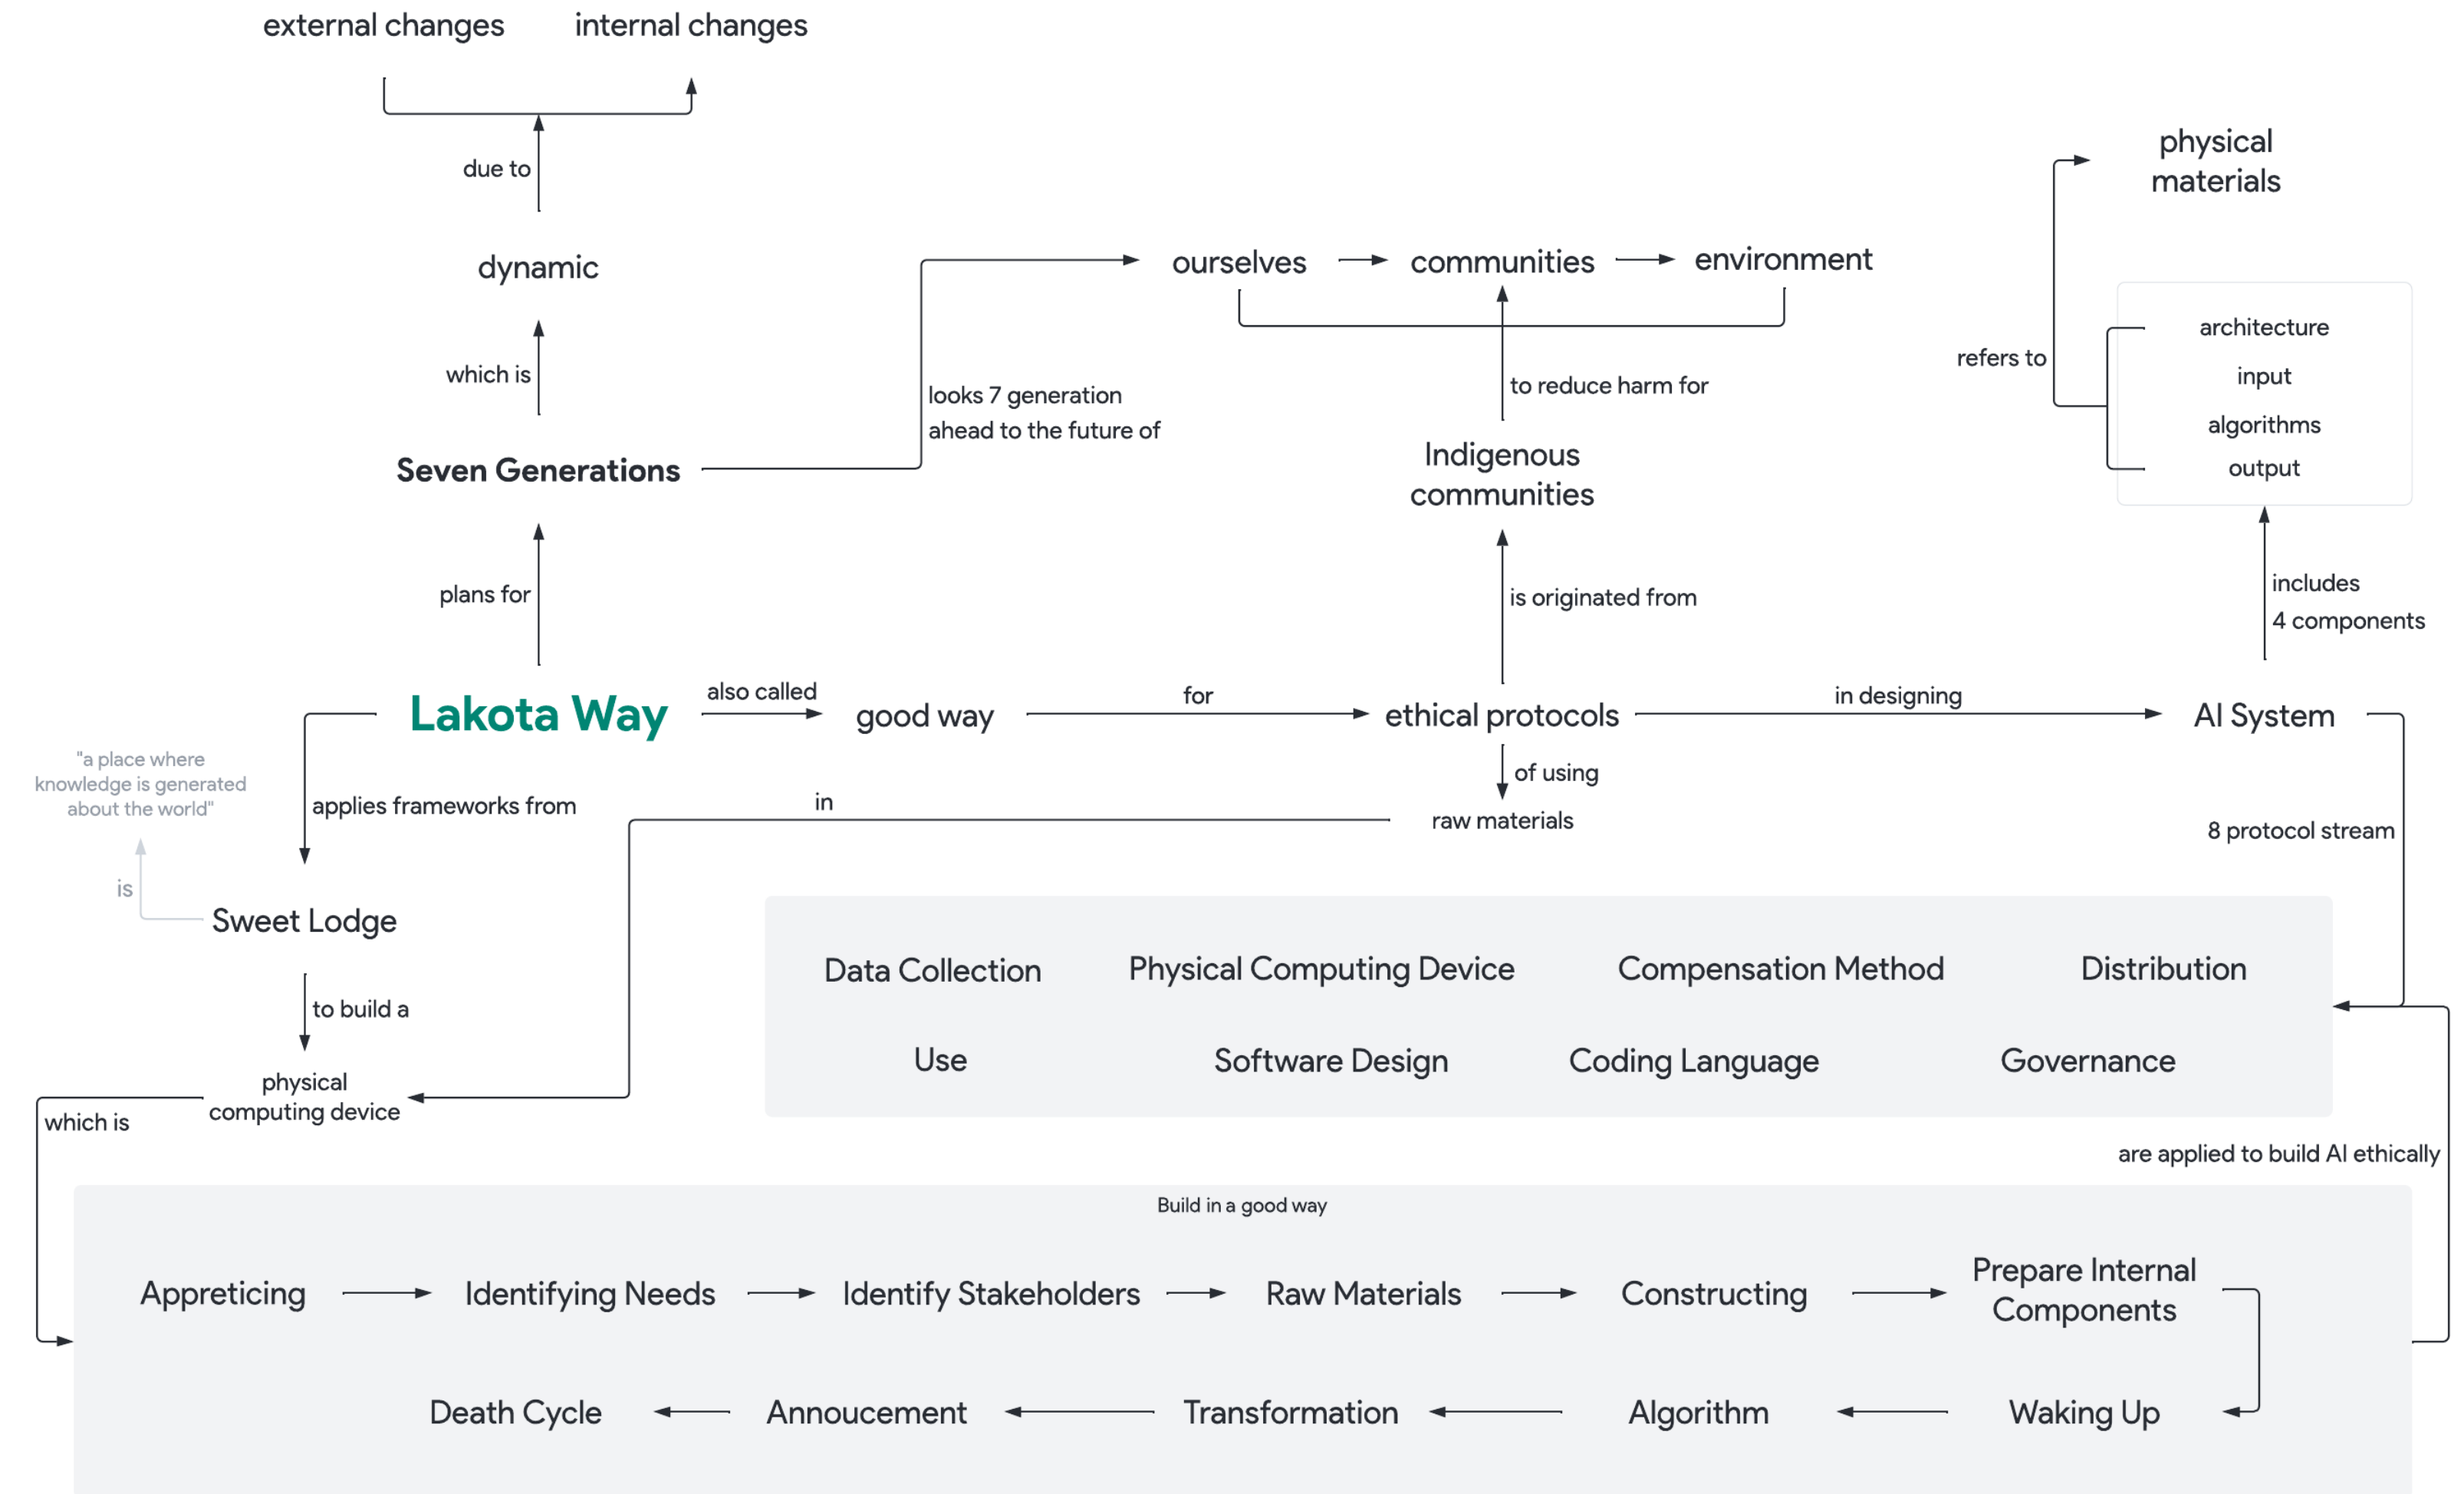 external changes
internal changes
due to
dynamic
which is
Seven Generations
looks 7 generation
ahead to the future of
ourselves
communities
environment
to reduce harm for
Indigenous
communities
is originated from
physical
materials
refers to
architecture
input
algorithms
output
includes
4 components
plans for
Lakota Way
also called
good way
for
ethical protocols
in designing
AI System
of using
raw materials
in
8 protocol stream
applies frameworks from
"a place where
knowledge is generated
about the world"
is
Sweet Lodge
to build a
physical
computing device
which is
Data Collection
Physical Computing Device
Compensation Method
Distribution
Use
Software Design
Coding Language
Governance
are applied to build AI ethically
Build in a good way
Appreticing
Identifying Needs
Identify Stakeholders
Raw Materials
Constructing
Prepare Internal
Components
Waking Up
Algorithm
Transformation
Annoucement
Death Cycle